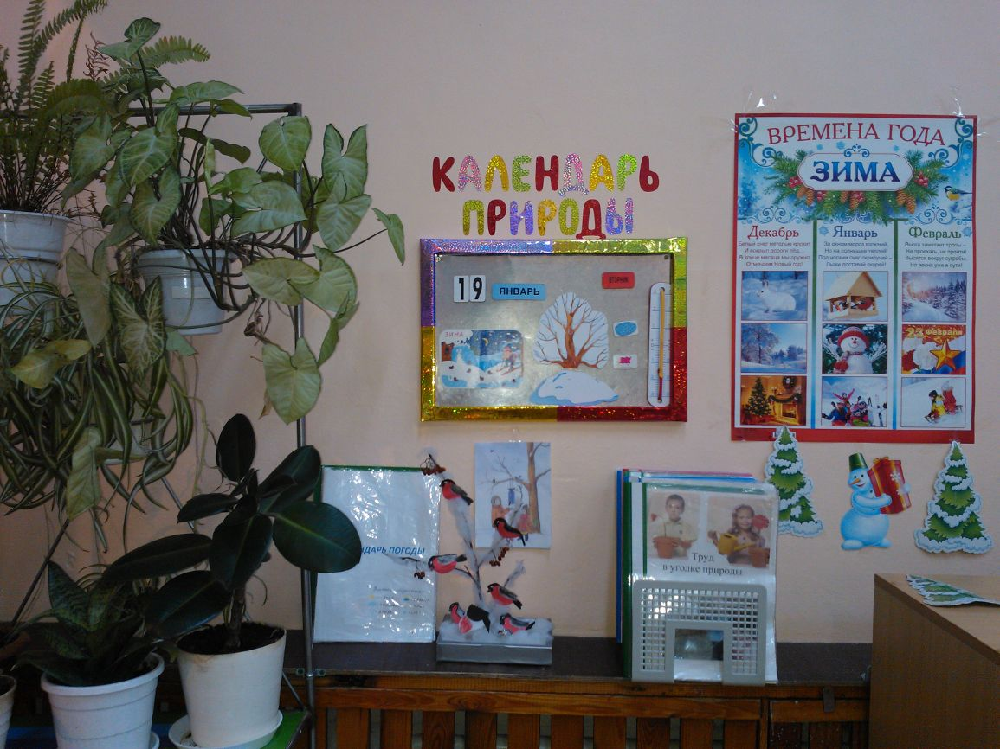 КАЛЕНДАРЬ
ПРИРОДЫ
19
ЯНВАРЬ
ВТОРНИК
ЗИМА
ВРЕМЕНА ГОДА
ЗИМА
Декабрь
Белый снег метелью кружит
И покрыл дороги лёд.
В конце месяца мы дружно
Отмечаем Новый год!
Январь
За окном мороз колючий,
Но на солнышке теплей!
Под ногами снег скрипучий -
Лыжи доставай скорей!
Февраль
Вьюга заметает тропы –
Не проехать, не пройти!
Высятся вокруг сугробы,
Но весна уже в пути!
23 Февраля
НДАРЬ ПОГОДЫ
Труд
в уголке природы